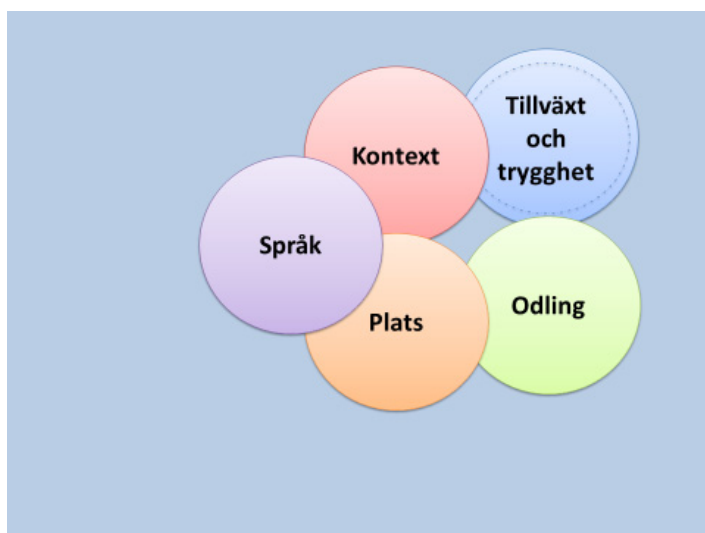 Tillväxt
och
trygghet
Kontext
Språk
Plats
Odling